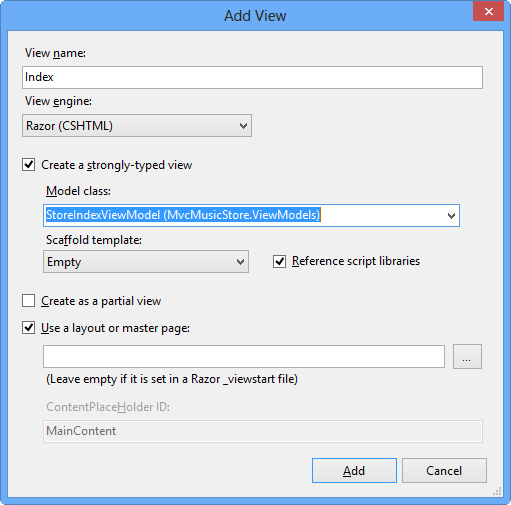 Add View
View name:
Index
View engine:
Razor (CSHTML)
Create a strongly-typed view
Model class:
StoreIndexViewModel (MvcMusicStore.ViewModels)
Scaffold template:
Empty
Reference script libraries
Create as a partial view
Use a layout or master page:
...
(Leave empty if it is set in a Razor _viewstart file)
ContentPlaceHolder ID:
MainContent
Add
Cancel